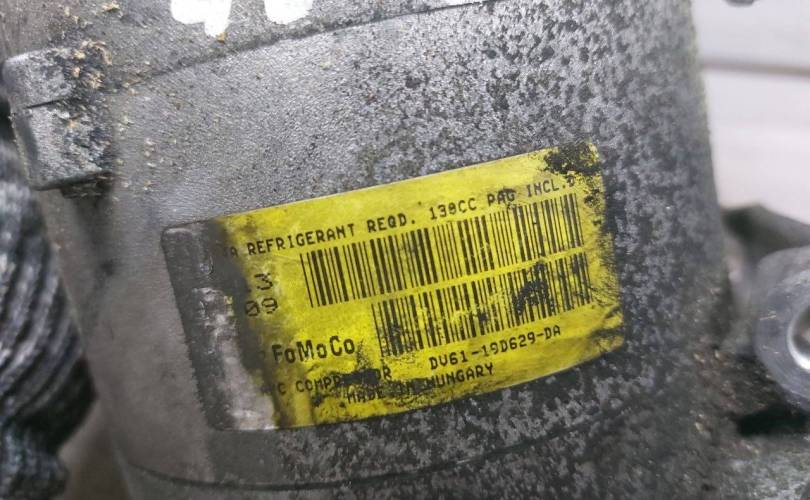 REFRIGERANT REQD. 130CC PAG INCL.
3
09
FoMoCo
DV61-19D629-DA
MADE IN HUNGARY